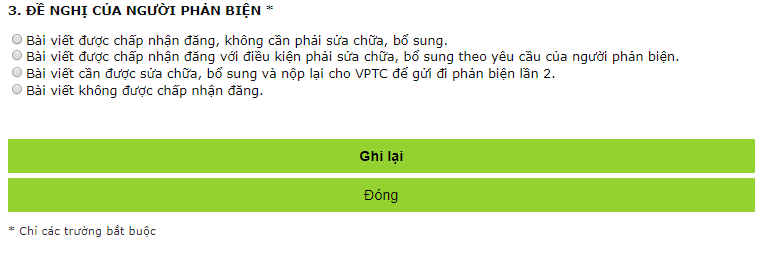 3. ĐỀ NGHỊ CỦA NGƯỜI PHẢN BIỆN *
Bài viết được chấp nhận đăng, không cần phải sửa chữa, bổ sung.
Bài viết được chấp nhận đăng với điều kiện phải sửa chữa, bổ sung theo yêu cầu của người phản biện.
Bài viết cần được sửa chữa, bổ sung và nộp lại cho VPTC để gửi đi phản biện lần 2.
Bài viết không được chấp nhận đăng.
Ghi lại
Đóng
* Chỉ các trường bắt buộc